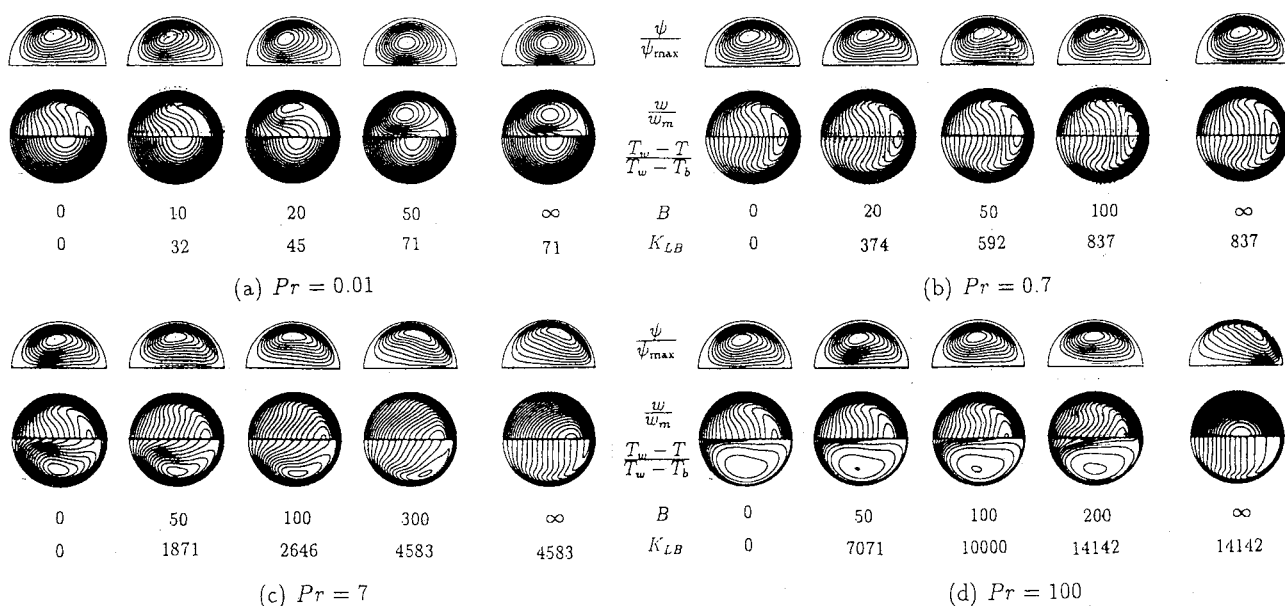 ψ/ψmax
w/wm
Tw − T/Tw − Tb
0 10 20 50 ∞ B 0 20 50 100 ∞
0 32 45 71 71 KLB 0 374 592 837 837
(a) Pr = 0.01 (b) Pr = 0.7
ψ/ψmax
w/wm
Tw − T/Tw − Tb
0 50 100 300 ∞ B 0 50 100 200 ∞
0 1871 2646 4583 4583 KLB 0 7071 10000 14142 14142
(c) Pr = 7 (d) Pr = 100